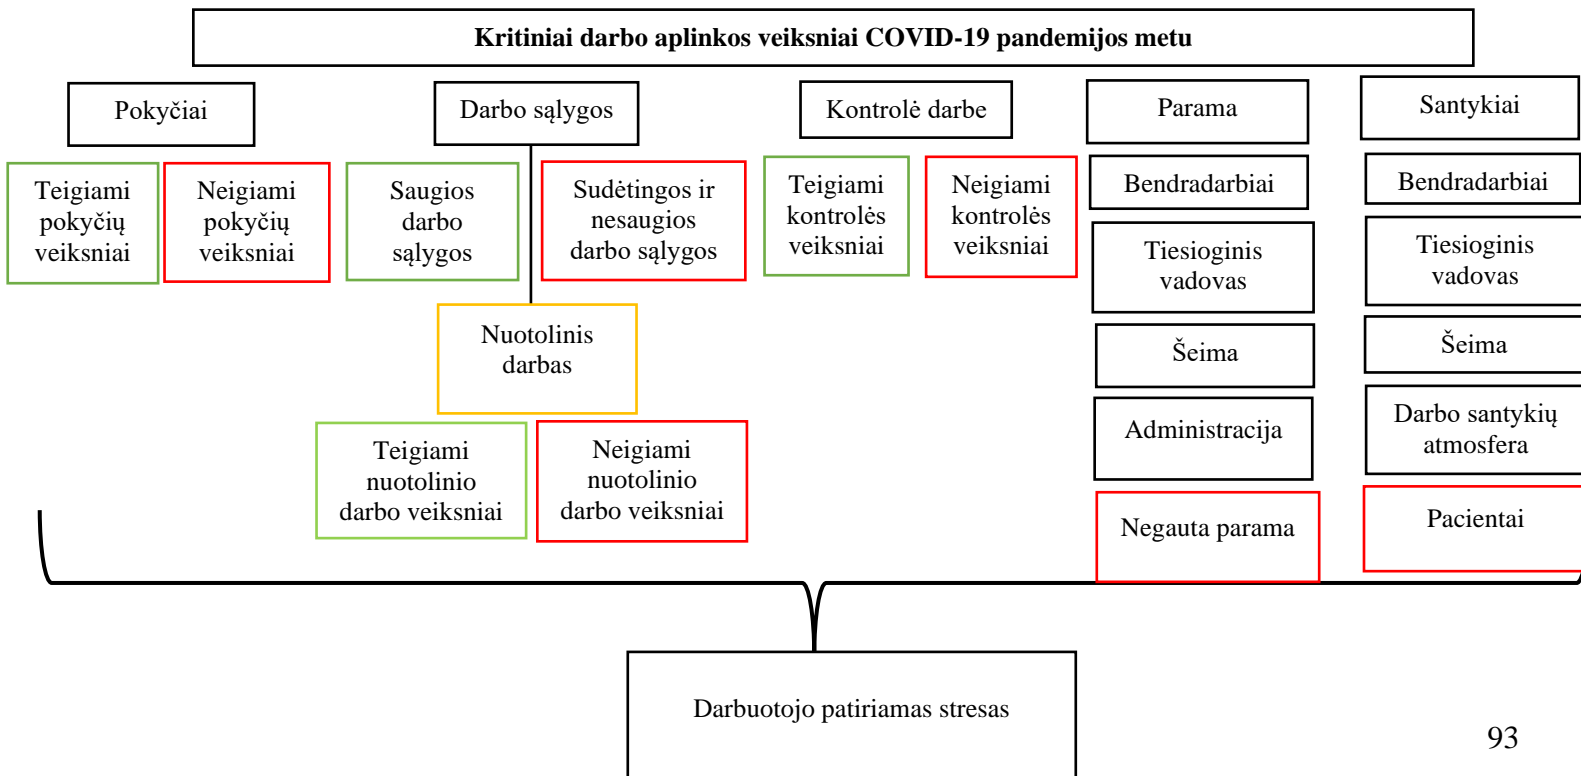 Kritiniai darbo aplinkos veiksniai COVID-19 pandemijos metu
Pokyčiai
Teigiami
pokyčių
veiksniai
Neigiami
pokyčių
veiksniai
Darbo sąlygos
Saugios
darbo
sąlygos
Sudėtingos ir
nesaugios
darbo sąlygos
Nuotolinis
darbas
Teigiami
nuotolinio
darbo veiksniai
Neigiami
nuotolinio
darbo veiksniai
Kontrolė darbe
Teigiami
kontrolės
veiksniai
Neigiami
kontrolės
veiksniai
Parama
Bendradarbiai
Tiesioginis
vadovas
Šeima
Administracija
Negauta parama
Santykiai
Bendradarbiai
Tiesioginis
vadovas
Šeima
Darbo santykių
atmosfera
Pacientai
Darbuotojo patiriamas stresas
93